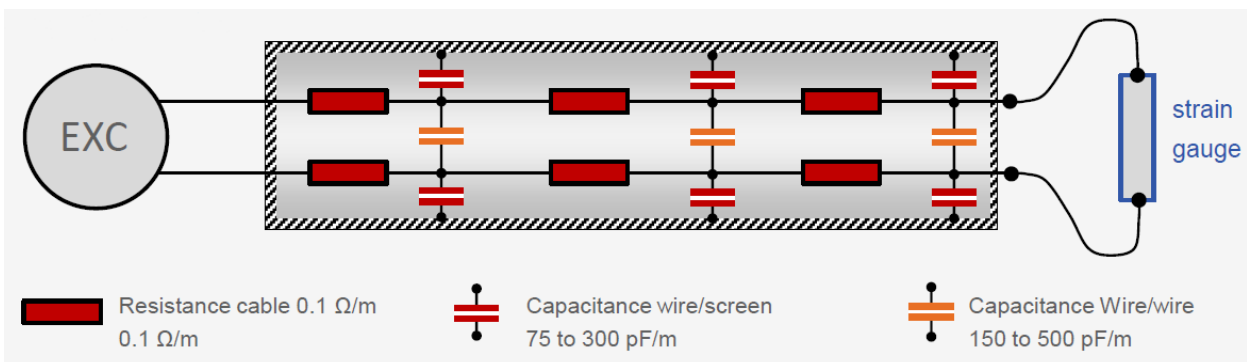 EXC
strain
gauge
Resistance cable 0.1 Ω/m
0.1 Ω/m
Capacitance wire/screen
75 to 300 pF/m
Capacitance Wire/wire
150 to 500 pF/m